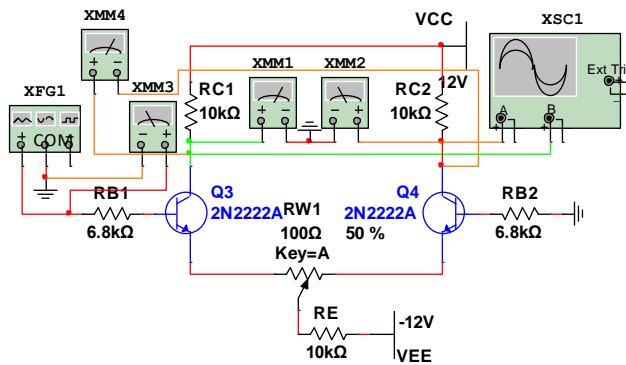 XMM4
VCC
XSC1
XFG1
XMM3
RC1
XMM1
XMM2
RC2
12V
Ext Tri
10kΩ
10kΩ
A
B
COM
RB1
Q3
RW1
Q4
RB2
2N2222A
2N2222A
6.8kΩ
100Ω
50 %
6.8kΩ
Key=A
RE
-12V
10kΩ
VEE